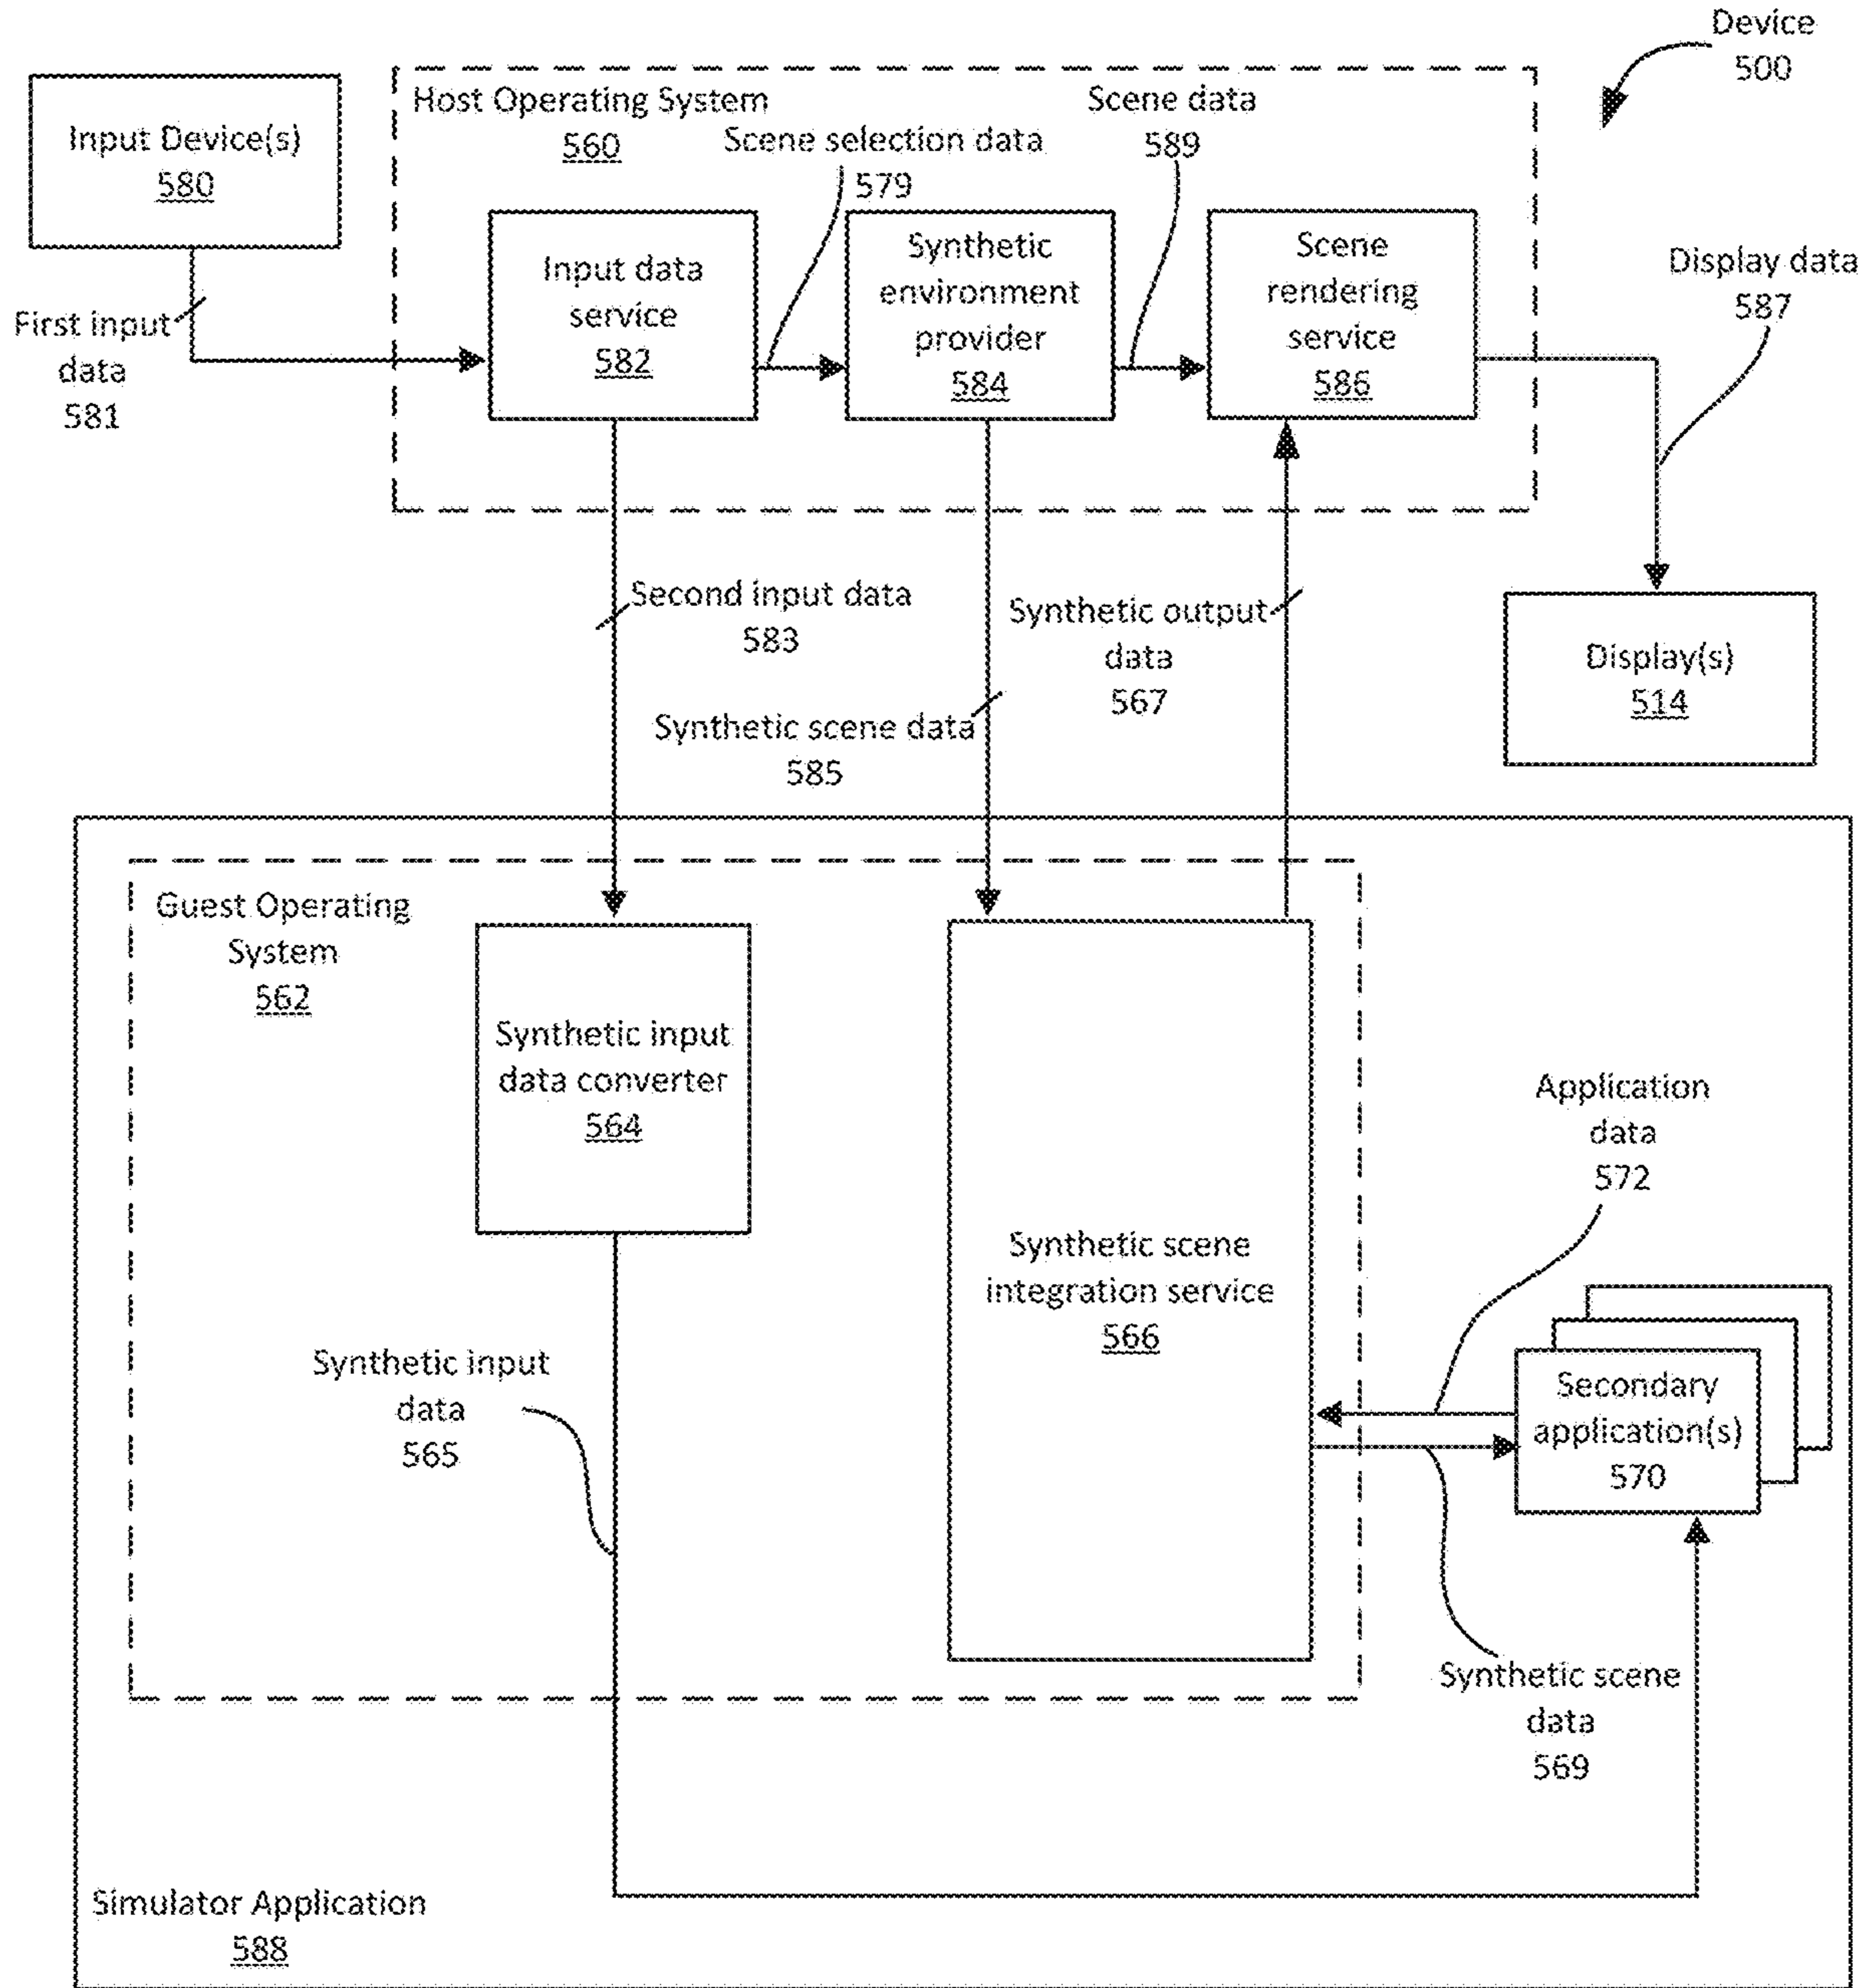 Device
500
Input Device(s)
580
Host Operating System
560
Scene selection data
579
Scene data
589
Input data
service
582
Synthetic
environment
provider
584
Scene
rendering
service
586
Display data
587
First input
data
581
Second input data
583
Synthetic scene data
585
Synthetic output
data
567
Display(s)
514
Guest Operating
System
562
Synthetic input
data converter
564
Synthetic scene
integration service
566
Application
data
572
Secondary
application(s)
570
Synthetic input
data
565
Synthetic scene
data
569
Simulator Application
588